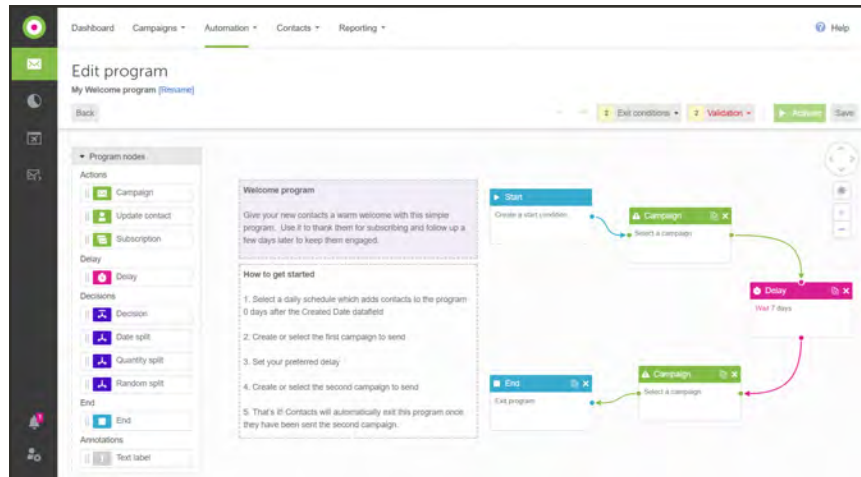 Dashboard Campaigns Automation Contacts Reporting Help
Edit program
My Welcome program [Rename]
Back Exit conditions Validation Activate Save
Program nodes
Actions
Campaign
Update contact
Subscription
Delay
Delay
Decisions
Decision
Date split
Quantity split
Random split
End
End
Annotations
Text label
Welcome program
Give your new contacts a warm welcome with this simple
program. Use it to thank them for subscribing and follow up a
few days later to keep them engaged.
How to get started
1. Select a daily schedule which adds contacts to the program
0 days after the Created Date datafield
2. Create or select the first campaign to send
3. Set your preferred delay
4. Create or select the second campaign to send
5. That's it! Contacts will automatically exit this program once
they have been sent the second campaign.
Start
Create a start condition
Campaign
Select a campaign
Delay
Wait 7 days
Campaign
Select a campaign
End
Exit program